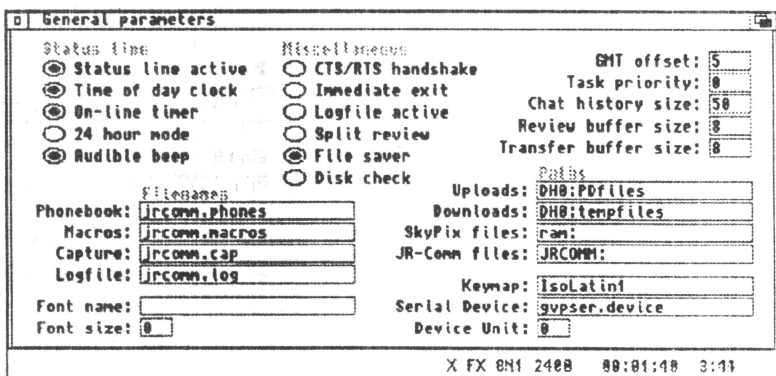 General parameters
Status line
Status line active
Time of day clock
On-line timer
24 hour mode
Audible beep
Miscellaneous
CTS/RTS handshake
Immediate exit
Logfile active
Split review
File saver
Disk check
GMT offset: 5
Task priority: 0
Chat history size: 50
Review buffer size: 8
Transfer buffer size: 8
Filenames
Phonebook: jrcomm.phones
Macros: jrcomm.macros
Capture: jrcomm.cap
Logfile: jrcomm.log
Font name:
Font size: 0
Paths
Uploads: DH0:PDfiles
Downloads: DH0:tempfiles
SkyPix files: ram:
JR-Comm files: JRCOMM:
Keymap: IsoLatin1
Serial Device: gvpser.device
Device Unit: 0
X FX 8N1 2400 00:01:40